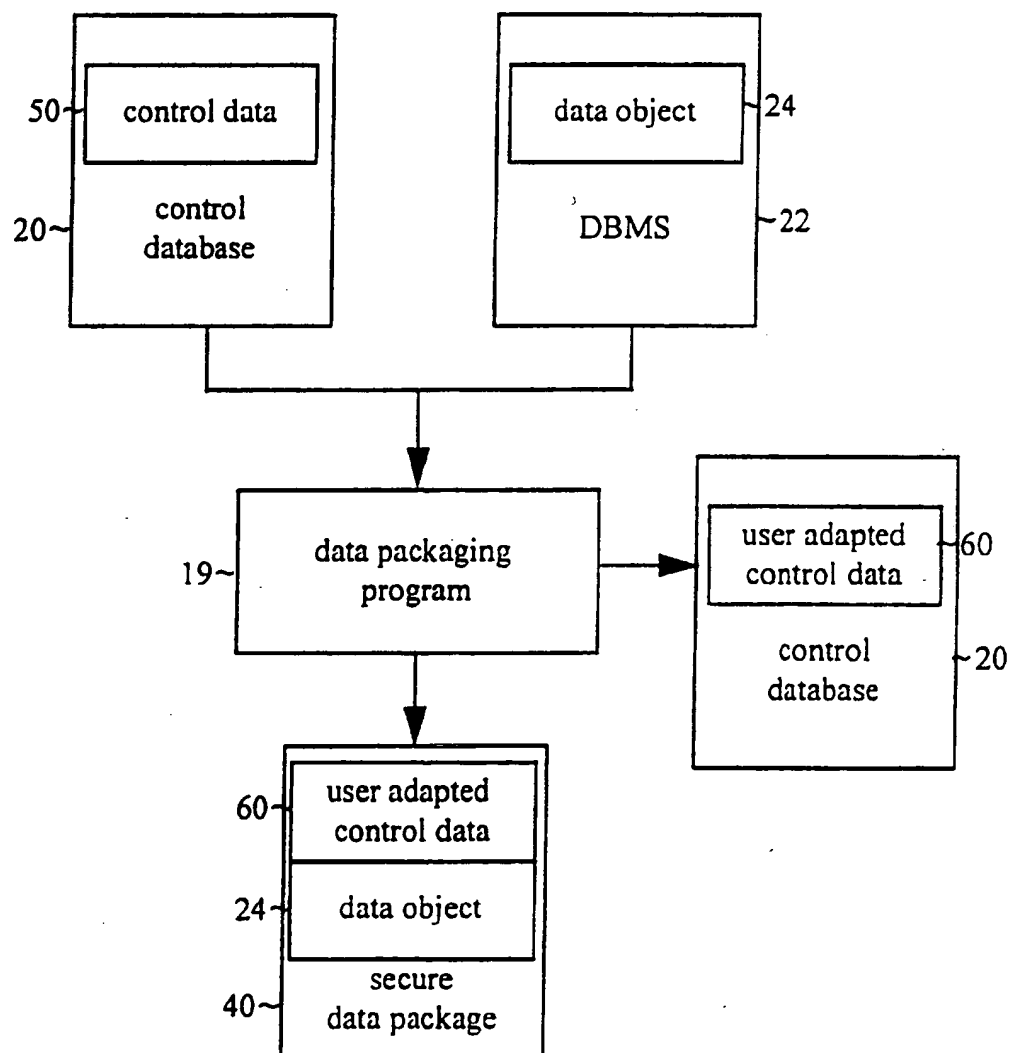 50~ control data
data object ~24
20~ control
database
DBMS ~22
19~ data packaging
program
user adapted ~60
control data
control ~20
database
60~ user adapted
control data
24~ data object
secure
40~ data package